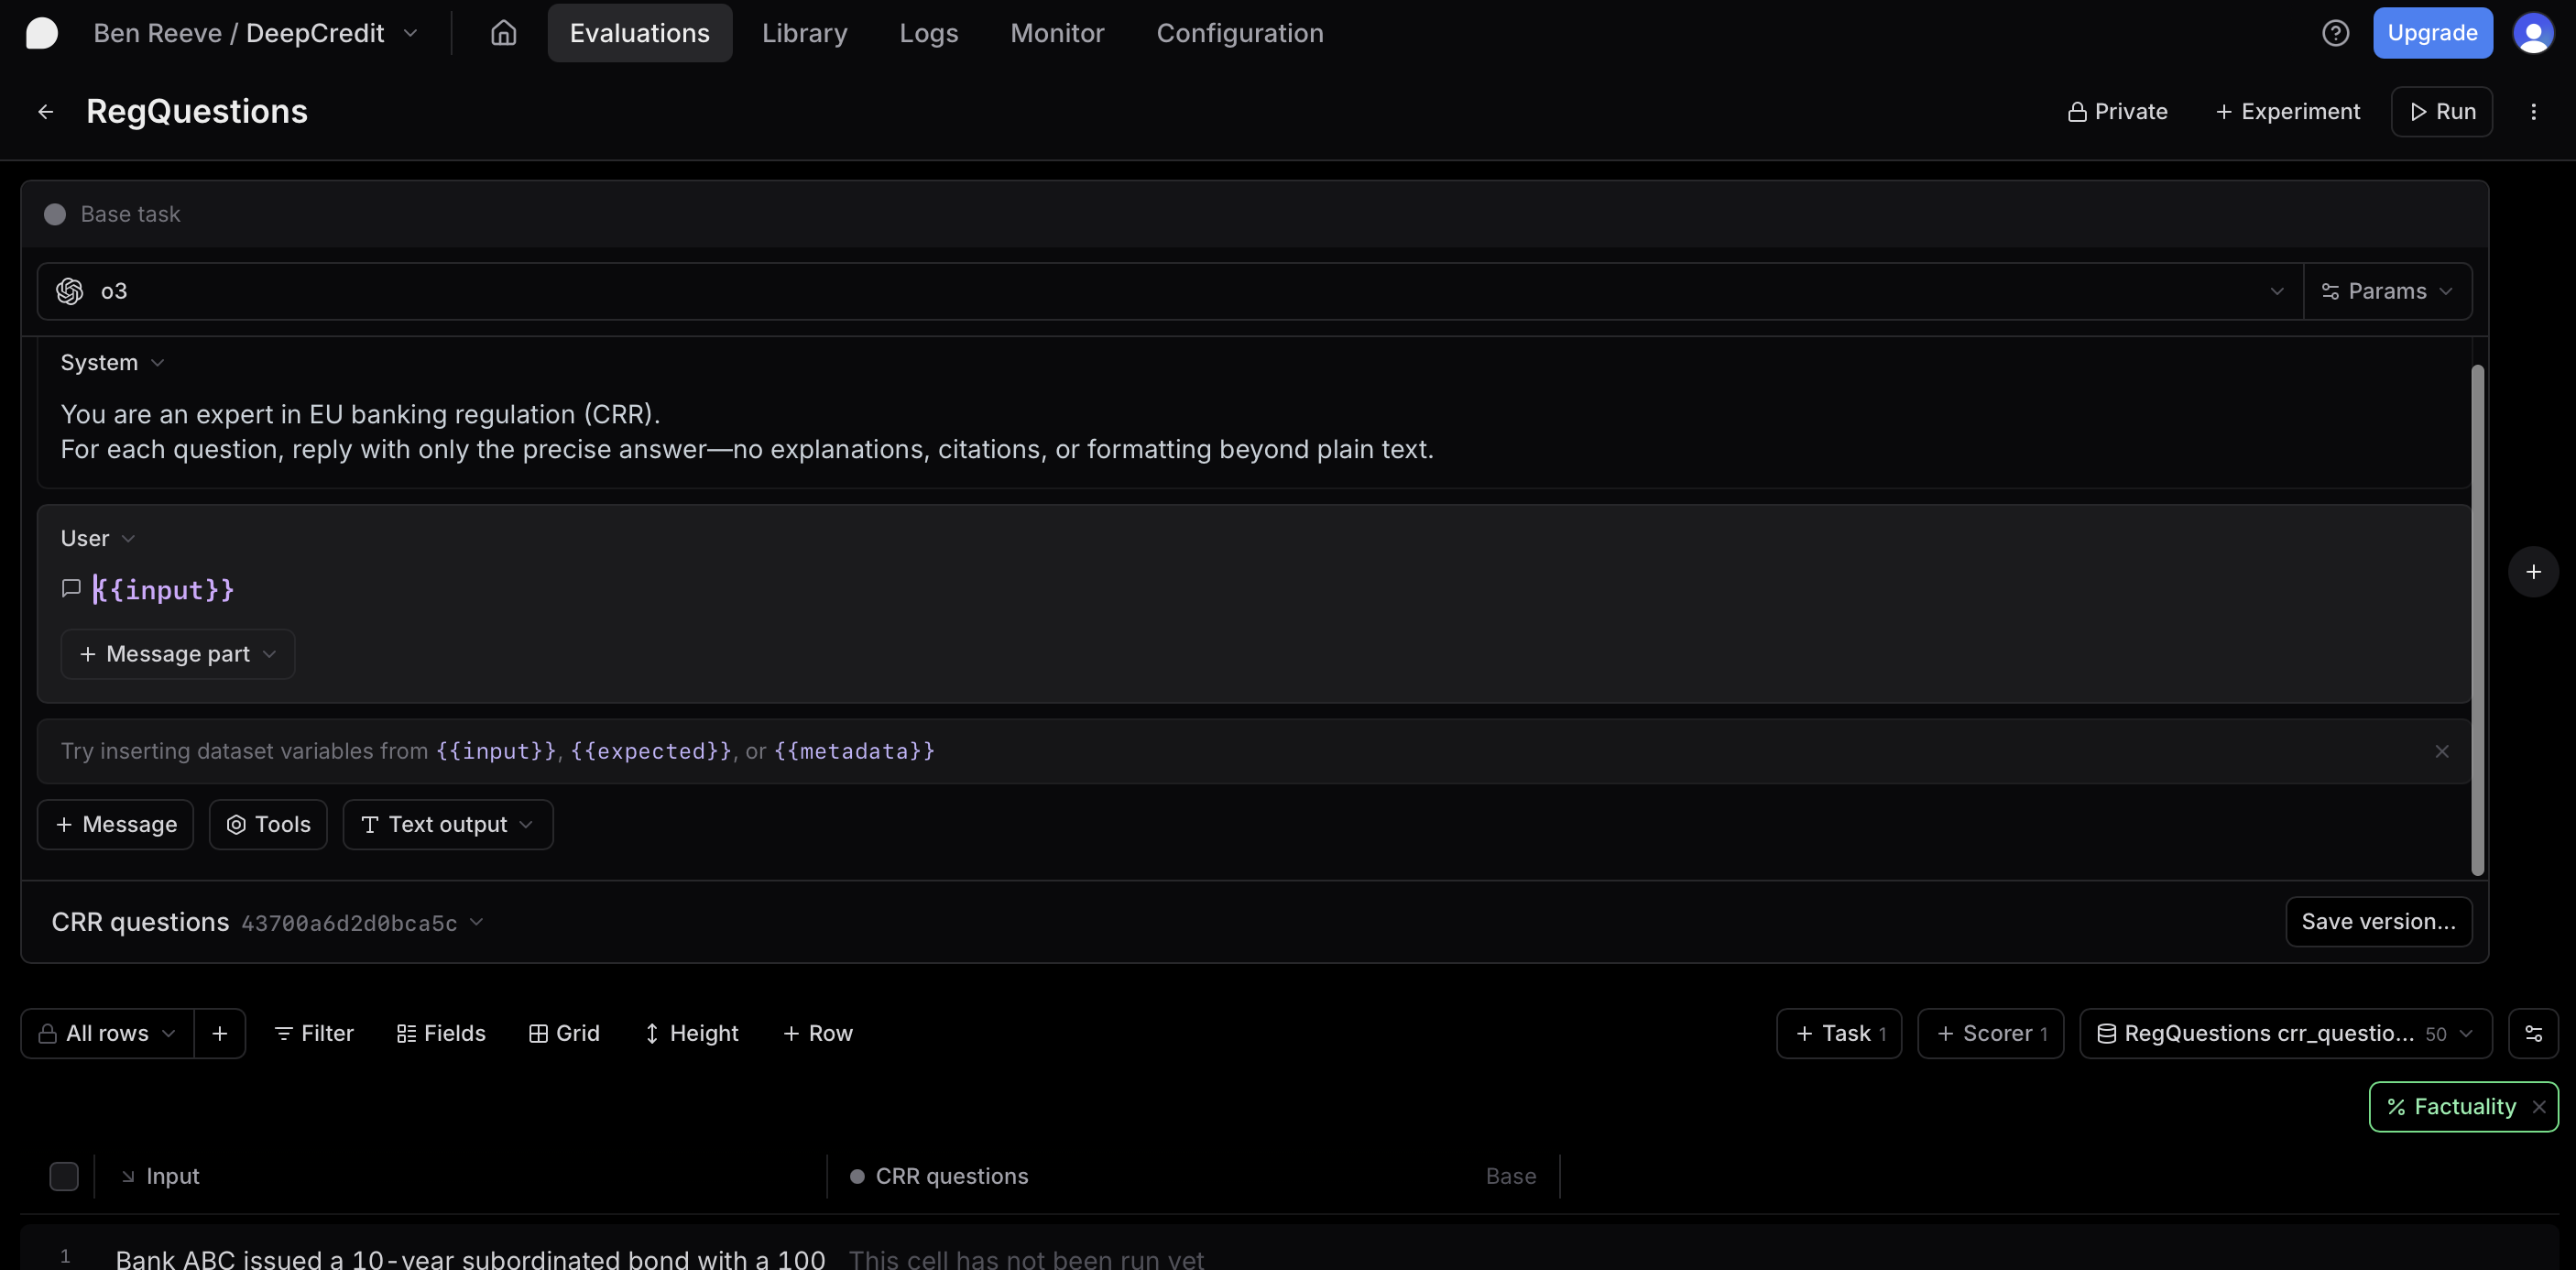 Ben Reeve / DeepCredit
Evaluations
Library
Logs
Monitor
Configuration
Upgrade
RegQuestions
Private
+ Experiment
Run
Base task
o3
Params
System
You are an expert in EU banking regulation (CRR).
For each question, reply with only the precise answer—no explanations, citations, or formatting beyond plain text.
User
{{input}}
+ Message part
Try inserting dataset variables from {{input}}, {{expected}}, or {{metadata}}
+ Message
Tools
Text output
CRR questions 43700a6d2d0bca5c
Save version...
All rows
+
Filter
Fields
Grid
Height
+ Row
+ Task 1
+ Scorer 1
RegQuestions crr_questio... 50
% Factuality
Input
CRR questions
Base
1
Bank ABC issued a 10-year subordinated bond with a 100
This cell has not been run yet